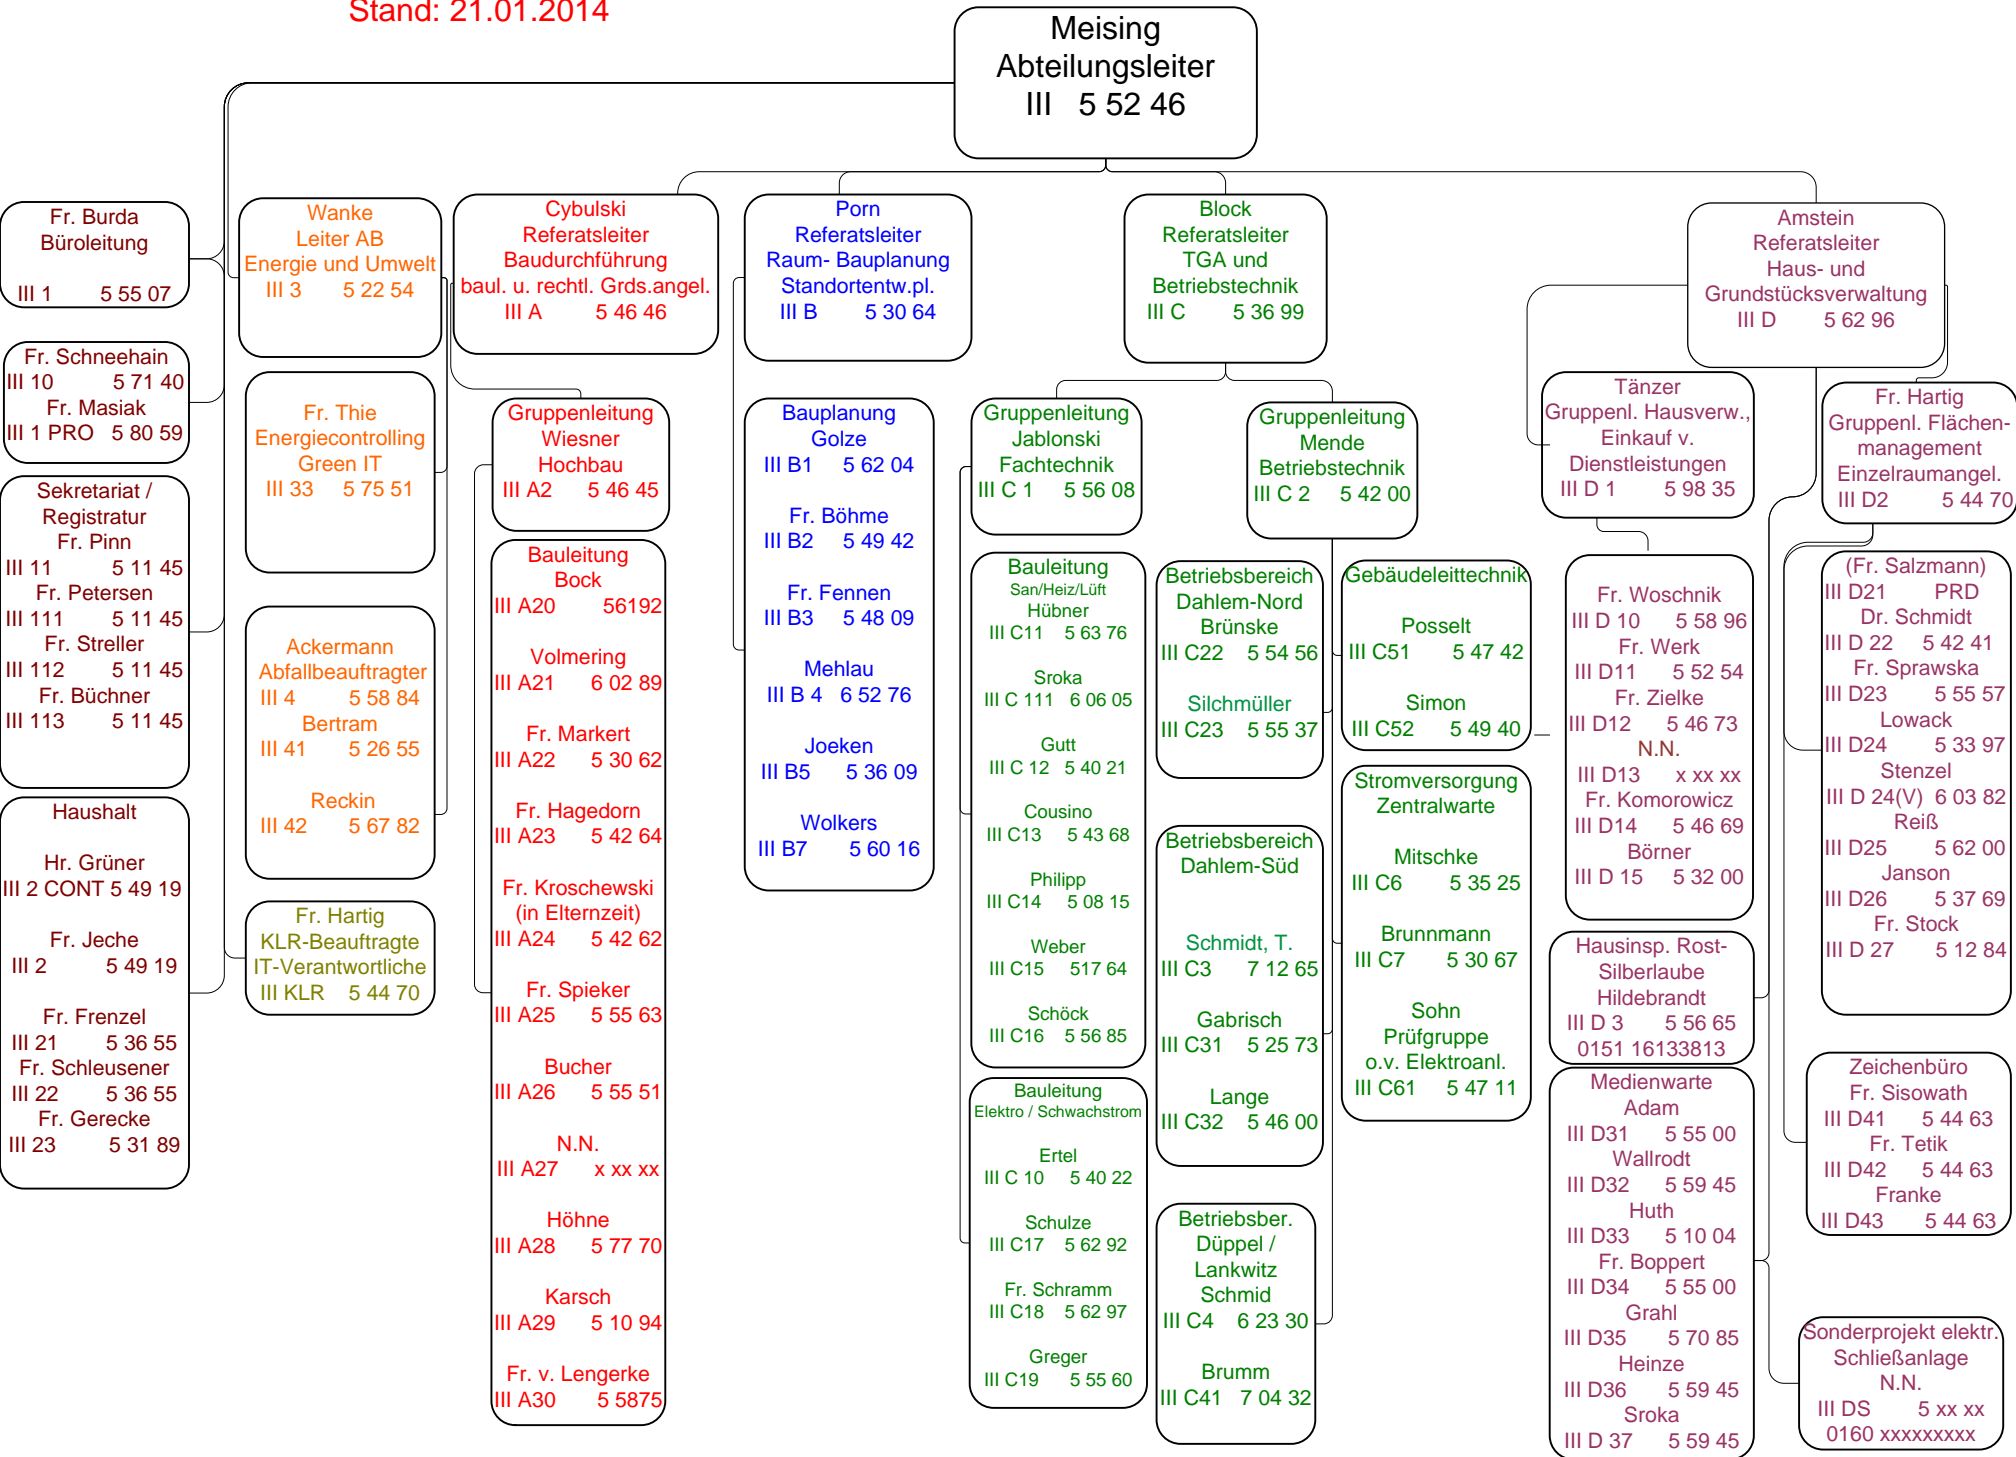 Stand: 21.01.2014
Meising
Abteilungsleiter
III 5 52 46
Fr. Burda
Büroleitung
III 1 5 55 07
Fr. Schneehain
III 10 5 71 40
Fr. Masiak
III 1 PRO 5 80 59
Sekretariat /
Registratur
Fr. Pinn
III 11 5 11 45
Fr. Petersen
III 111 5 11 45
Fr. Streller
III 112 5 11 45
Fr. Büchner
III 113 5 11 45
Haushalt
Hr. Grüner
III 2 CONT 5 49 19
Fr. Jeche
III 2 5 49 19
Fr. Frenzel
III 21 5 36 55
Fr. Schleusener
III 22 5 36 55
Fr. Gerecke
III 23 5 31 89
Wanke
Leiter AB
Energie und Umwelt
III 3 5 22 54
Fr. Thie
Energiecontrolling
Green IT
III 33 5 75 51
Ackermann
Abfallbeauftragter
III 4 5 58 84
Bertram
III 41 5 26 55
Reckin
III 42 5 67 82
Fr. Hartig
KLR-Beauftragte
IT-Verantwortliche
III KLR 5 44 70
Cybulski
Referatsleiter
Baudurchführung
baul. u. rechtl. Grds.angel.
III A 5 46 46
Gruppenleitung
Wiesner
Hochbau
III A2 5 46 45
Bauleitung
Bock
III A20 56192
Volmering
III A21 6 02 89
Fr. Markert
III A22 5 30 62
Fr. Hagedorn
III A23 5 42 64
Fr. Kroschewski
(in Elternzeit)
III A24 5 42 62
Fr. Spieker
III A25 5 55 63
Bucher
III A26 5 55 51
N.N.
III A27 x xx xx
Höhne
III A28 5 77 70
Karsch
III A29 5 10 94
Fr. v. Lengerke
III A30 5 5875
Porn
Referatsleiter
Raum- Bauplanung
Standortentw.pl.
III B 5 30 64
Bauplanung
Golze
III B1 5 62 04
Fr. Böhme
III B2 5 49 42
Fr. Fennen
III B3 5 48 09
Mehlau
III B 4 6 52 76
Joeken
III B5 5 36 09
Wolkers
III B7 5 60 16
Block
Referatsleiter
TGA und
Betriebstechnik
III C 5 36 99
Gruppenleitung
Jablonski
Fachtechnik
III C 1 5 56 08
Bauleitung
San/Heiz/Lüft
Hübner
III C11 5 63 76
Sroka
III C 111 6 06 05
Gutt
III C 12 5 40 21
Cousino
III C13 5 43 68
Philipp
III C14 5 08 15
Weber
III C15 517 64
Schöck
III C16 5 56 85
Bauleitung
Elektro / Schwachstrom
Ertel
III C 10 5 40 22
Schulze
III C17 5 62 92
Fr. Schramm
III C18 5 62 97
Greger
III C19 5 55 60
Gruppenleitung
Mende
Betriebstechnik
III C 2 5 42 00
Betriebsbereich
Dahlem-Nord
Brünske
III C22 5 54 56
Silchmüller
III C23 5 55 37
Betriebsbereich
Dahlem-Süd
Schmidt, T.
III C3 7 12 65
Gabrisch
III C31 5 25 73
Lange
III C32 5 46 00
Betriebsber.
Düppel /
Lankwitz
Schmid
III C4 6 23 30
Brumm
III C41 7 04 32
Gebäudeleittechnik
Posselt
III C51 5 47 42
Simon
III C52 5 49 40
Stromversorgung
Zentralwarte
Mitschke
III C6 5 35 25
Brunnmann
III C7 5 30 67
Sohn
Prüfgruppe
o.v. Elektroanl.
III C61 5 47 11
Amstein
Referatsleiter
Haus- und
Grundstücksverwaltung
III D 5 62 96
Tänzer
Gruppenl. Hausverw.,
Einkauf v.
Dienstleistungen
III D 1 5 98 35
Fr. Woschnik
III D 10 5 58 96
Fr. Werk
III D11 5 52 54
Fr. Zielke
III D12 5 46 73
N.N.
III D13 x xx xx
Fr. Komorowicz
III D14 5 46 69
Börner
III D 15 5 32 00
Hausinsp. Rost-
Silberlaube
Hildebrandt
III D 3 5 56 65
0151 16133813
Medienwarte
Adam
III D31 5 55 00
Wallrodt
III D32 5 59 45
Huth
III D33 5 10 04
Fr. Boppert
III D34 5 55 00
Grahl
III D35 5 70 85
Heinze
III D36 5 59 45
Sroka
III D 37 5 59 45
Fr. Hartig
Gruppenl. Flächen-
management
Einzelraumangel.
III D2 5 44 70
(Fr. Salzmann)
III D21 PRD
Dr. Schmidt
III D 22 5 42 41
Fr. Sprawska
III D23 5 55 57
Lowack
III D24 5 33 97
Stenzel
III D 24(V) 6 03 82
Reiß
III D25 5 62 00
Janson
III D26 5 37 69
Fr. Stock
III D 27 5 12 84
Zeichenbüro
Fr. Sisowath
III D41 5 44 63
Fr. Tetik
III D42 5 44 63
Franke
III D43 5 44 63
Sonderprojekt elektr.
Schließanlage
N.N.
III DS 5 xx xx
0160 xxxxxxxxx